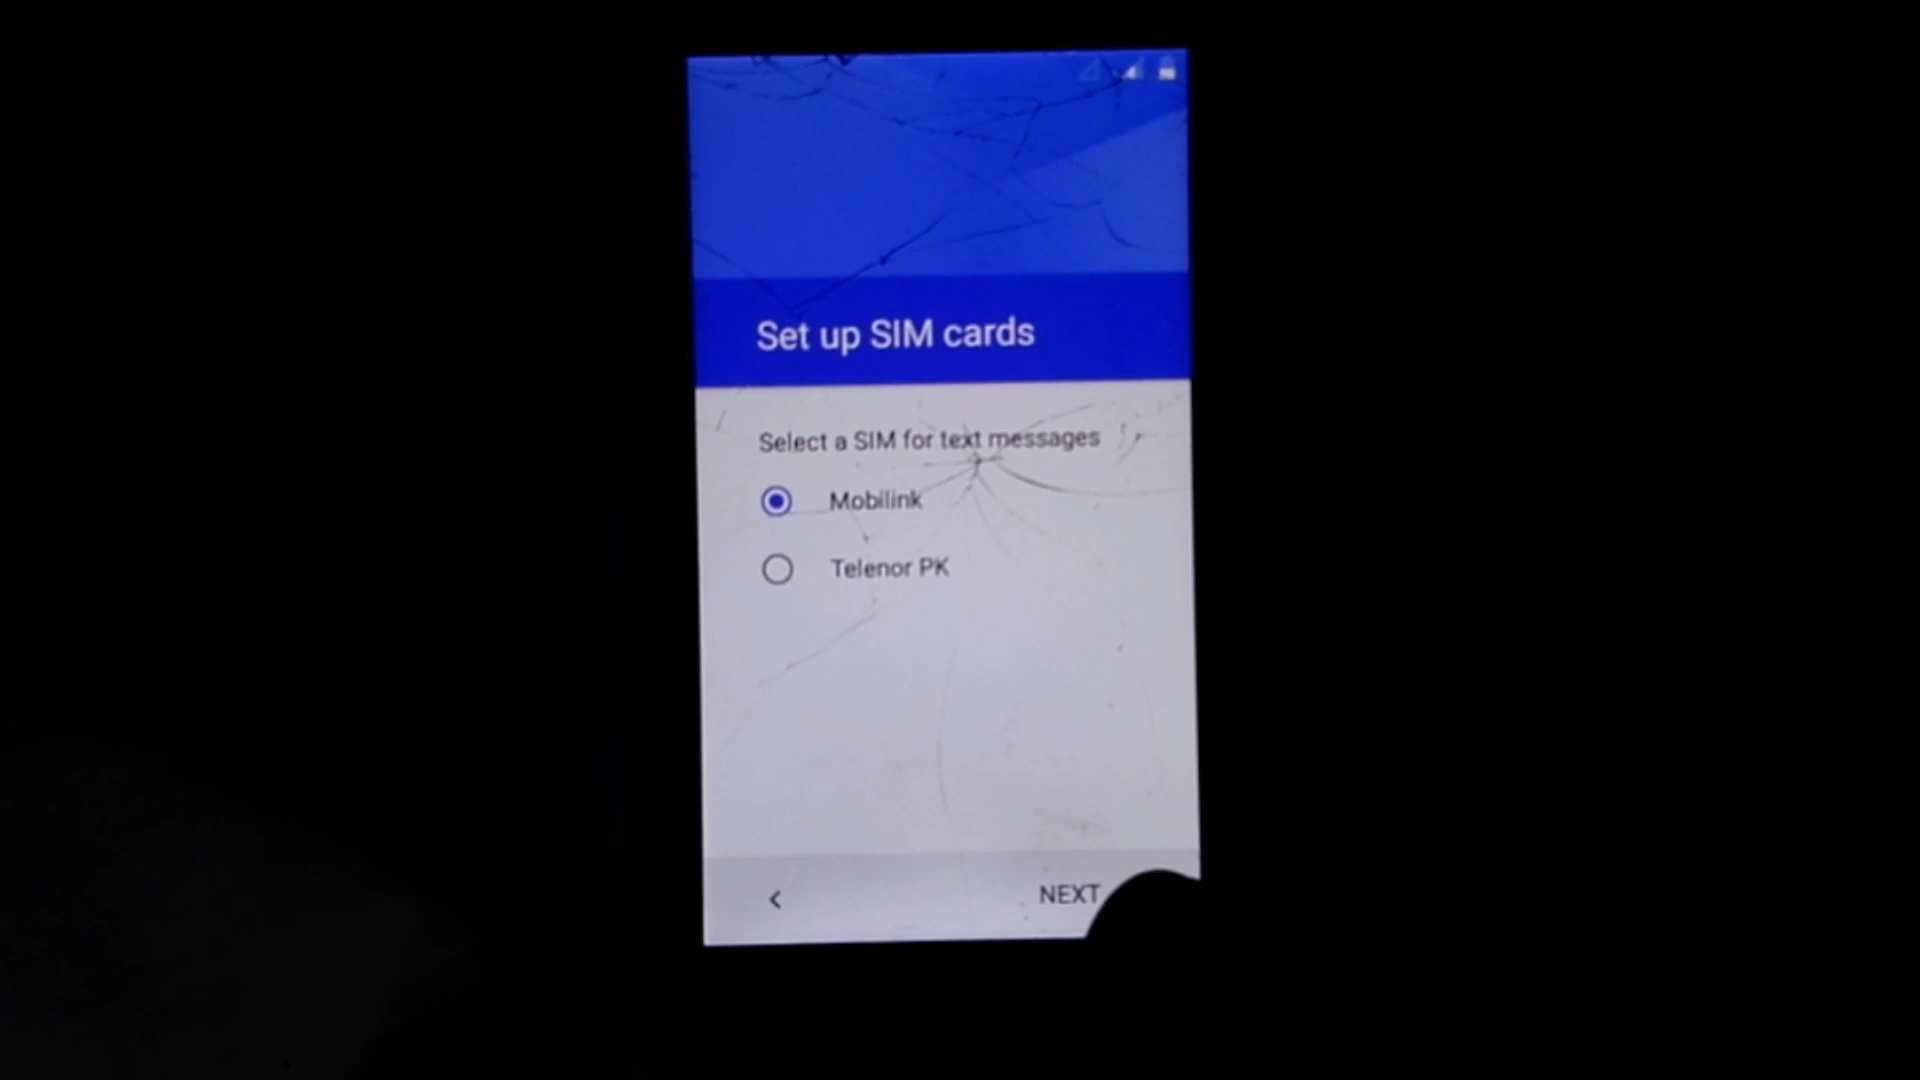 Set up SIM cards
Select a SIM for text messages
Mobilink
Telenor PK
NEXT